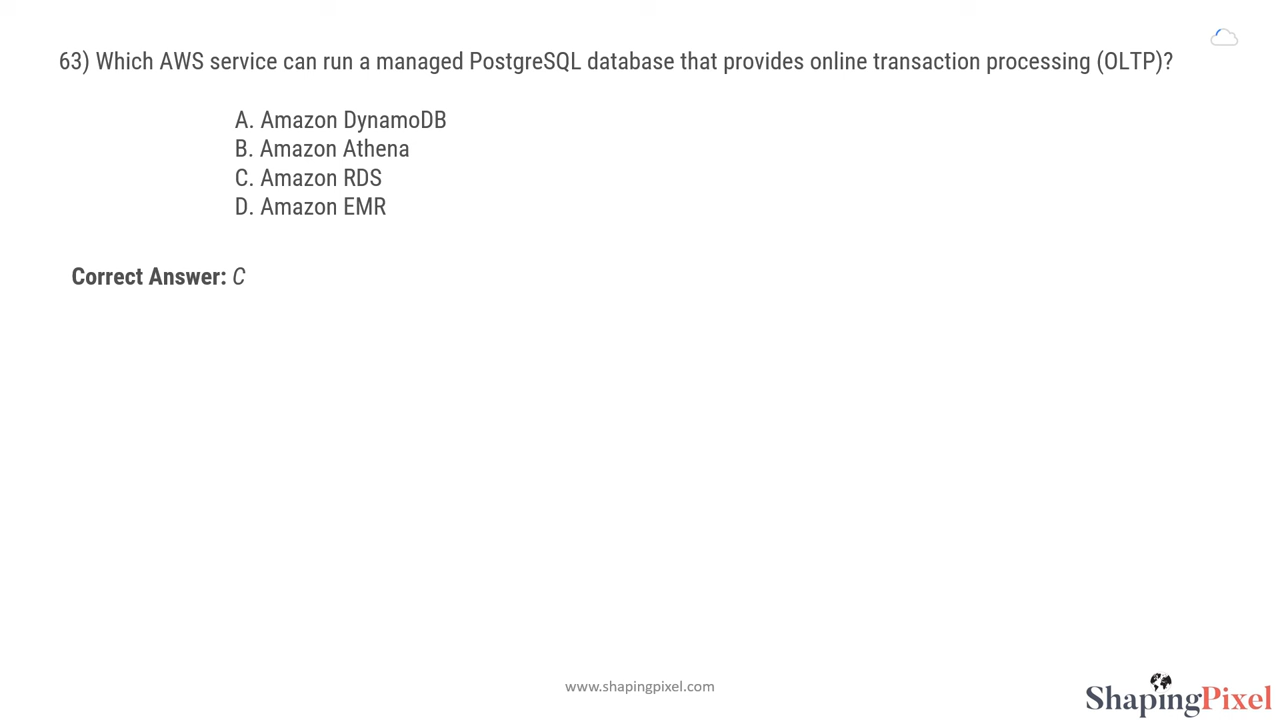 63) Which AWS service can run a managed PostgreSQL database that provides online transaction processing (OLTP)?
A. Amazon DynamoDB
B. Amazon Athena
C. Amazon RDS
D. Amazon EMR
Correct Answer: C
www.shapingpixel.com
ShapingPixel